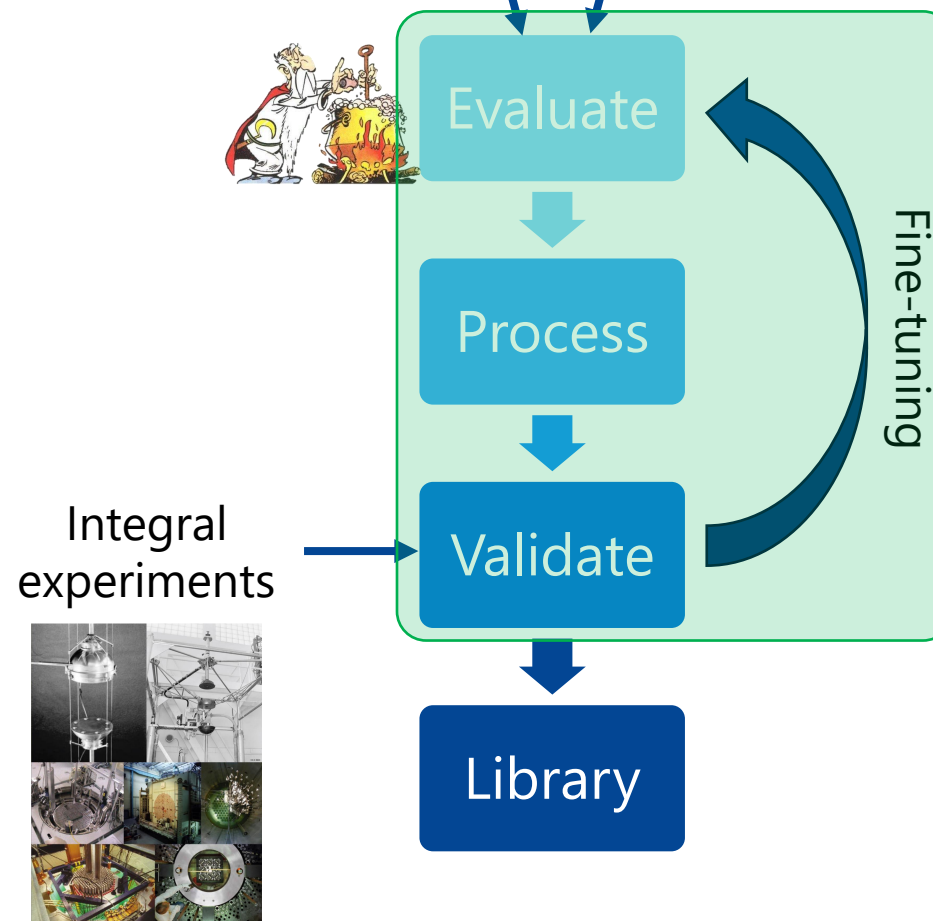 Evaluate
Process
Fine-tuning
Integral
experiments
Validate
Library